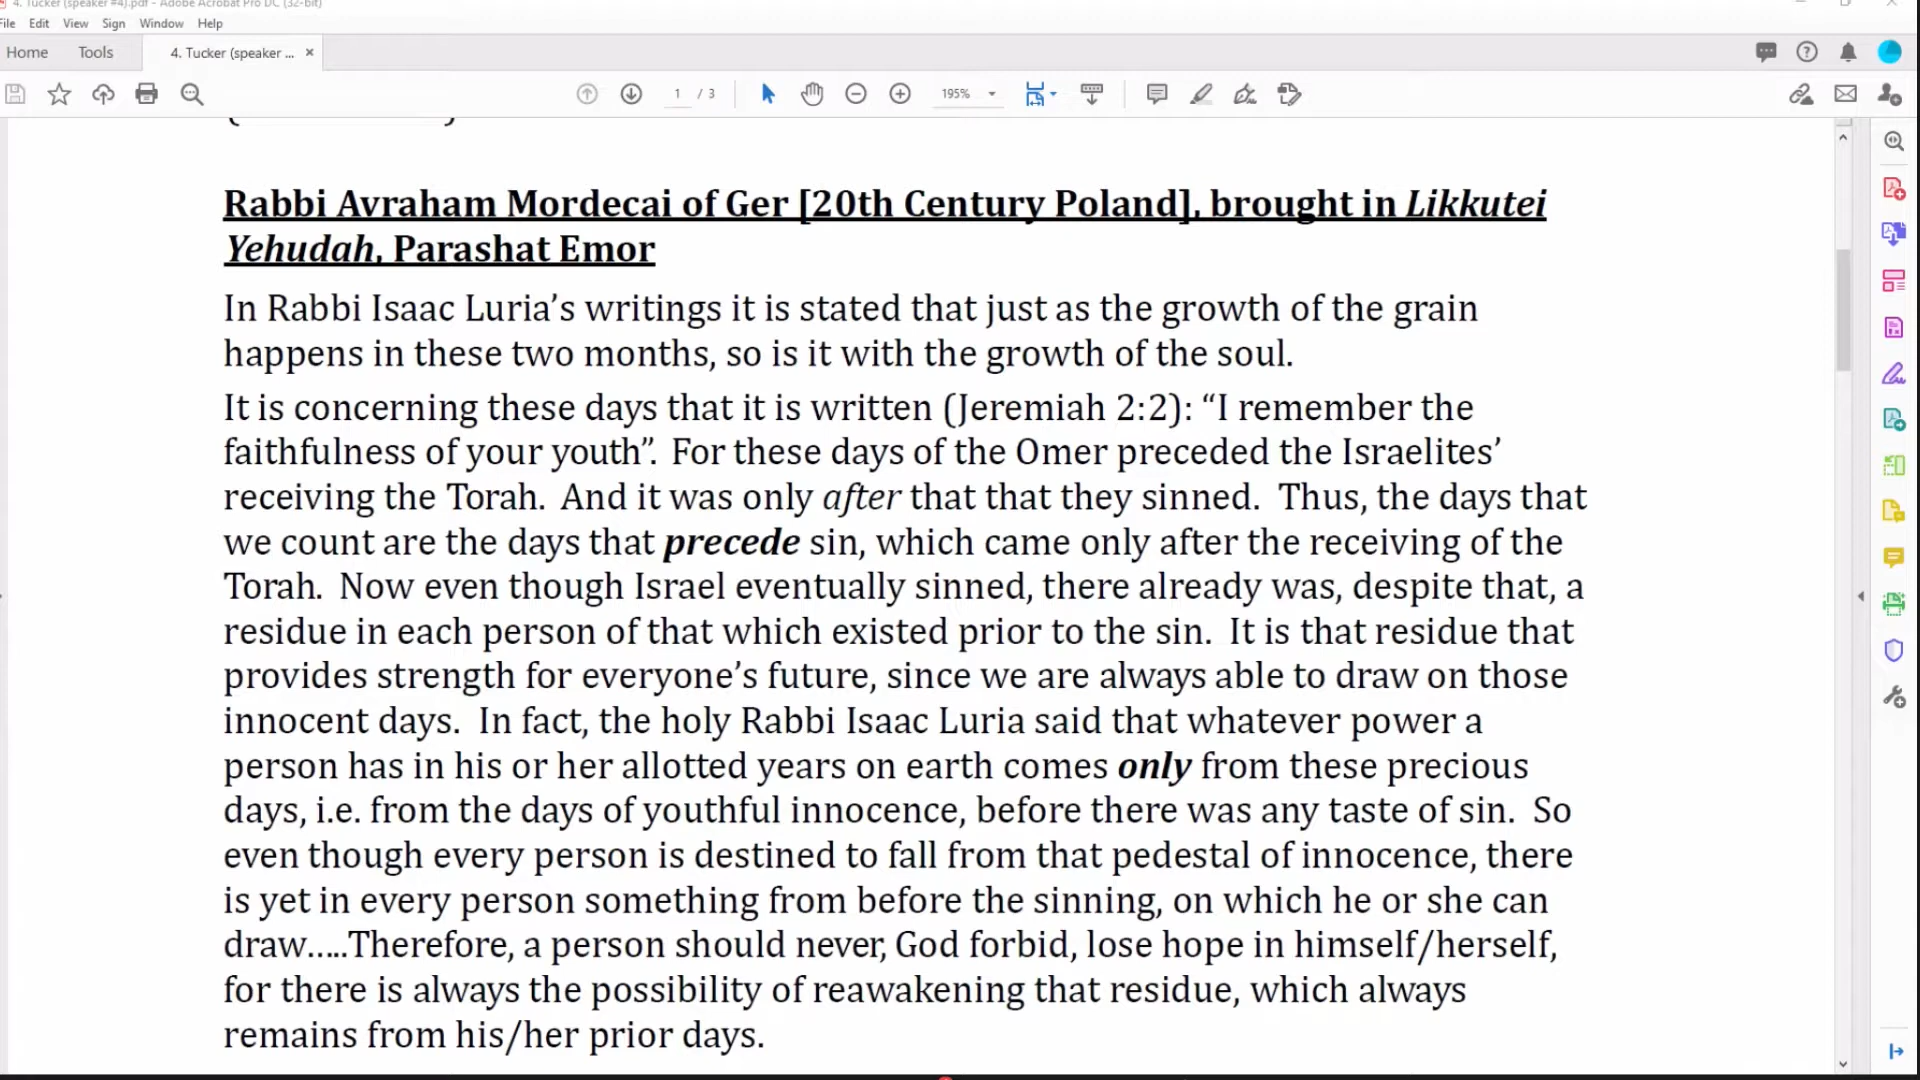 4. Tucker (speaker #4).pdf - Adobe Acrobat Pro DC (32-bit)
File Edit View Sign Window Help
Home Tools 4. Tucker (speaker ... ×
1 / 3 195%
Rabbi Avraham Mordecai of Ger [20th Century Poland], brought in Likkutei
Yehudah, Parashat Emor
In Rabbi Isaac Luria’s writings it is stated that just as the growth of the grain
happens in these two months, so is it with the growth of the soul.
It is concerning these days that it is written (Jeremiah 2:2): “I remember the
faithfulness of your youth”. For these days of the Omer preceded the Israelites’
receiving the Torah. And it was only after that that they sinned. Thus, the days that
we count are the days that precede sin, which came only after the receiving of the
Torah. Now even though Israel eventually sinned, there already was, despite that, a
residue in each person of that which existed prior to the sin. It is that residue that
provides strength for everyone’s future, since we are always able to draw on those
innocent days. In fact, the holy Rabbi Isaac Luria said that whatever power a
person has in his or her allotted years on earth comes only from these precious
days, i.e. from the days of youthful innocence, before there was any taste of sin. So
even though every person is destined to fall from that pedestal of innocence, there
is yet in every person something from before the sinning, on which he or she can
draw…..Therefore, a person should never, God forbid, lose hope in himself/herself,
for there is always the possibility of reawakening that residue, which always
remains from his/her prior days.